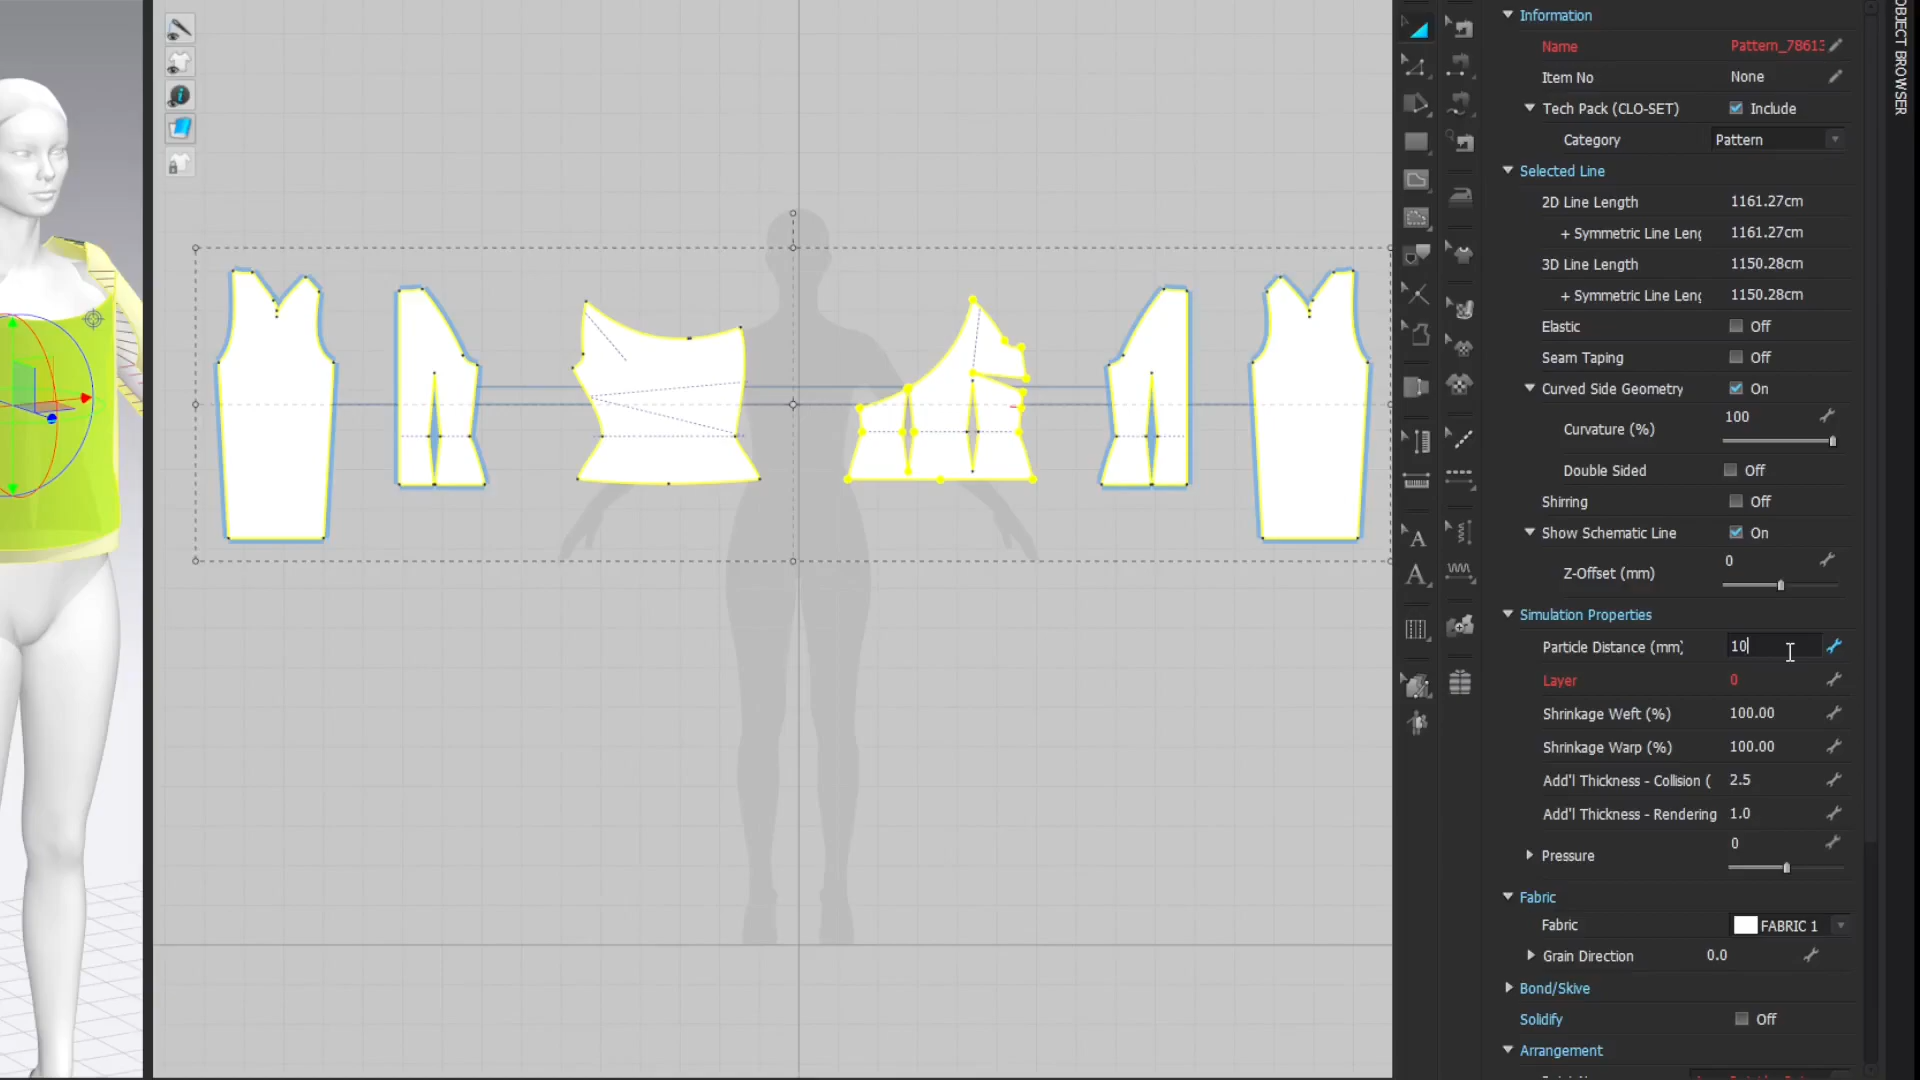 OBJECT BROWSER
Information
Name Pattern_78613
Item No None
Tech Pack (CLO-SET) Include
Category Pattern
Selected Line
2D Line Length 1161.27cm
+ Symmetric Line Leng 1161.27cm
3D Line Length 1150.28cm
+ Symmetric Line Leng 1150.28cm
Elastic Off
Seam Taping Off
Curved Side Geometry On
100
Curvature (%)
Double Sided Off
Shirring Off
Show Schematic Line On
0
Z-Offset (mm)
Simulation Properties
Particle Distance (mm) 10
Layer 0
Shrinkage Weft (%) 100.00
Shrinkage Warp (%) 100.00
Add'l Thickness - Collision ( 2.5
Add'l Thickness - Rendering 1.0
0
Pressure
Fabric
Fabric FABRIC 1
Grain Direction 0.0
Bond/Skive
Solidify Off
Arrangement